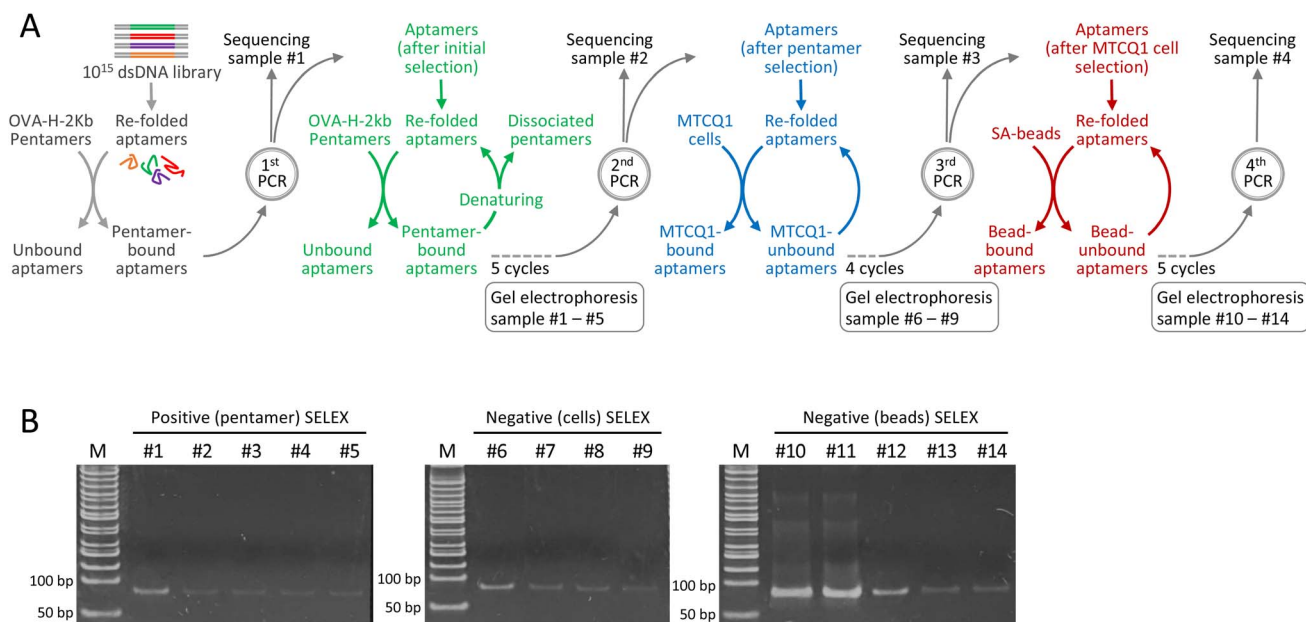 A
10¹⁵ dsDNA library
OVA-H-2Kb
Pentamers
Re-folded
aptamers
Unbound
aptamers
Pentamer-
bound
aptamers
1st
PCR
Sequencing
sample #1
Aptamers
(after initial
selection)
OVA-H-2kb
Pentamers
Re-folded
aptamers
Dissociated
pentamers
Denaturing
Unbound
aptamers
Pentamer-
bound
aptamers
5 cycles
Gel electrophoresis
sample #1 – #5
2nd
PCR
Sequencing
sample #2
Aptamers
(after pentamer
selection)
MTCQ1
cells
Re-folded
aptamers
MTCQ1-
bound
aptamers
MTCQ1-
unbound
aptamers
4 cycles
Gel electrophoresis
sample #6 – #9
3rd
PCR
Sequencing
sample #3
Aptamers
(after MTCQ1 cell
selection)
SA-beads
Re-folded
aptamers
Bead-
bound
aptamers
Bead-
unbound
aptamers
5 cycles
Gel electrophoresis
sample #10 – #14
4th
PCR
Sequencing
sample #4
B
Positive (pentamer) SELEX
M #1 #2 #3 #4 #5
100 bp
50 bp
Negative (cells) SELEX
M #6 #7 #8 #9
100 bp
50 bp
Negative (beads) SELEX
M #10 #11 #12 #13 #14
100 bp
50 bp